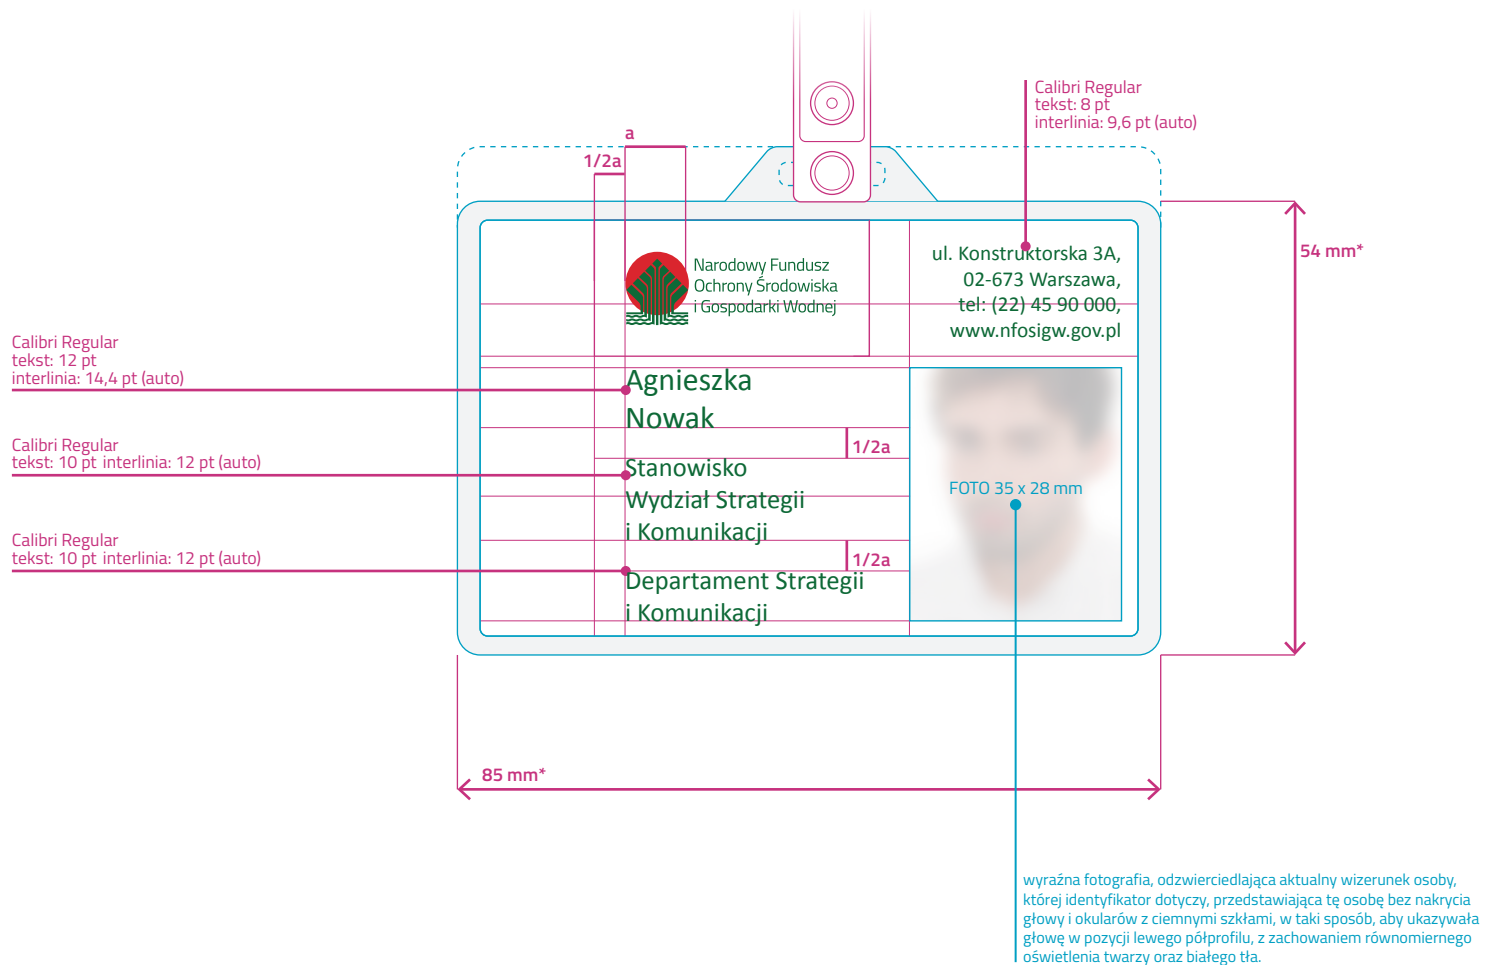 Calibri Regular
tekst: 8 pt
interlinia: 9,6 pt (auto)
a
1/2a
54 mm*
Narodowy Fundusz
Ochrony Środowiska
i Gospodarki Wodnej
ul. Konstruktorska 3A,
02-673 Warszawa,
tel: (22) 45 90 000,
www.nfosigw.gov.pl
Calibri Regular
tekst: 12 pt
interlinia: 14,4 pt (auto)
Agnieszka
Nowak
Calibri Regular
tekst: 10 pt interlinia: 12 pt (auto)
1/2a
Stanowisko
Wydział Strategii
i Komunikacji
FOTO 35 x 28 mm
Calibri Regular
tekst: 10 pt interlinia: 12 pt (auto)
1/2a
Departament Strategii
i Komunikacji
85 mm*
wyraźna fotografia, odzwierciedlająca aktualny wizerunek osoby,
której identyfikator dotyczy, przedstawiająca tę osobę bez nakrycia
głowy i okularów z ciemnymi szkłami, w taki sposób, aby ukazywała
głowę w pozycji lewego półprofilu, z zachowaniem równomiernego
oświetlenia twarzy oraz białego tła.